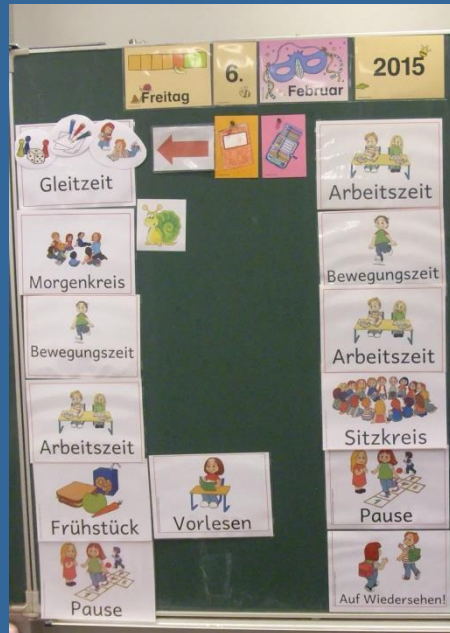 Freitag
6.
Februar
2015
Gleitzeit
Morgenkreis
Bewegungszeit
Arbeitszeit
Frühstück
Vorlesen
Pause
Arbeitszeit
Bewegungszeit
Arbeitszeit
Sitzkreis
Pause
Auf Wiedersehen!